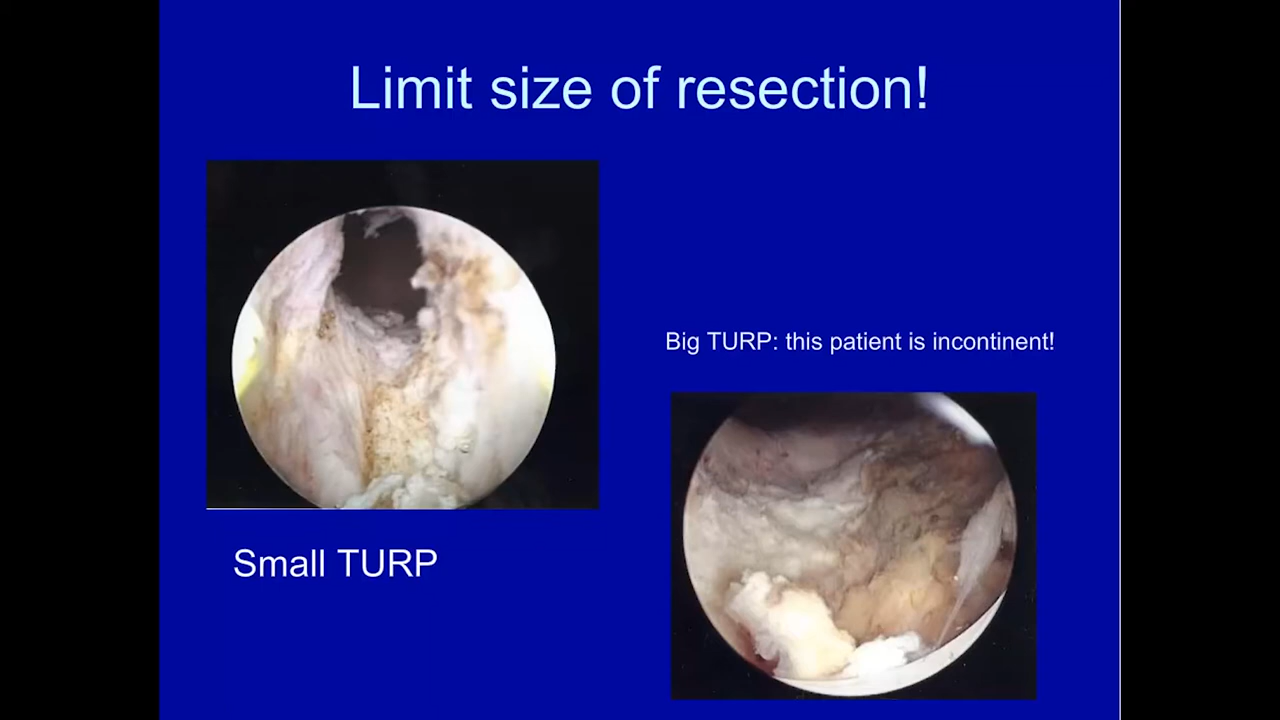 Limit size of resection!
Big TURP: this patient is incontinent!
Small TURP